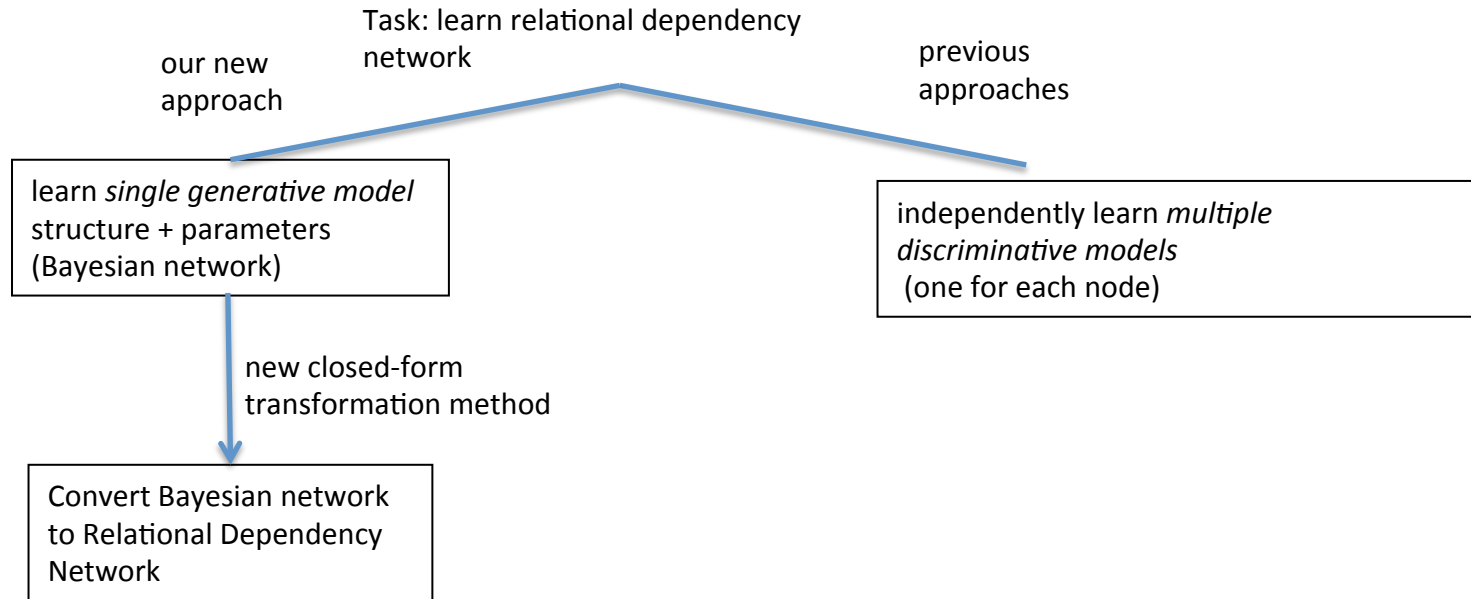 Task: learn relational dependency
network
our new
approach
previous
approaches
learn single generative model
structure + parameters
(Bayesian network)
independently learn multiple
discriminative models
(one for each node)
new closed-form
transformation method
Convert Bayesian network
to Relational Dependency
Network